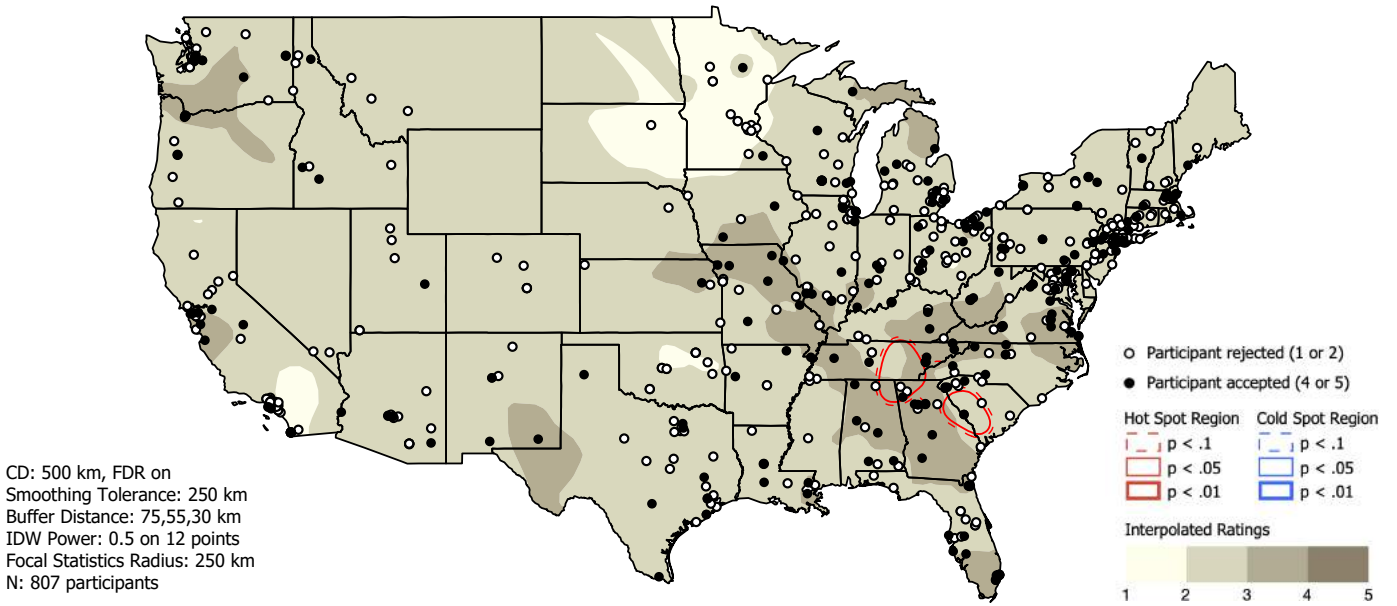 CD: 500 km, FDR on
Smoothing Tolerance: 250 km
Buffer Distance: 75,55,30 km
IDW Power: 0.5 on 12 points
Focal Statistics Radius: 250 km
N: 807 participants
Participant rejected (1 or 2)
Participant accepted (4 or 5)
Hot Spot Region Cold Spot Region
p < .1 p < .1
p < .05 p < .05
p < .01 p < .01
Interpolated Ratings
1 2 3 4 5